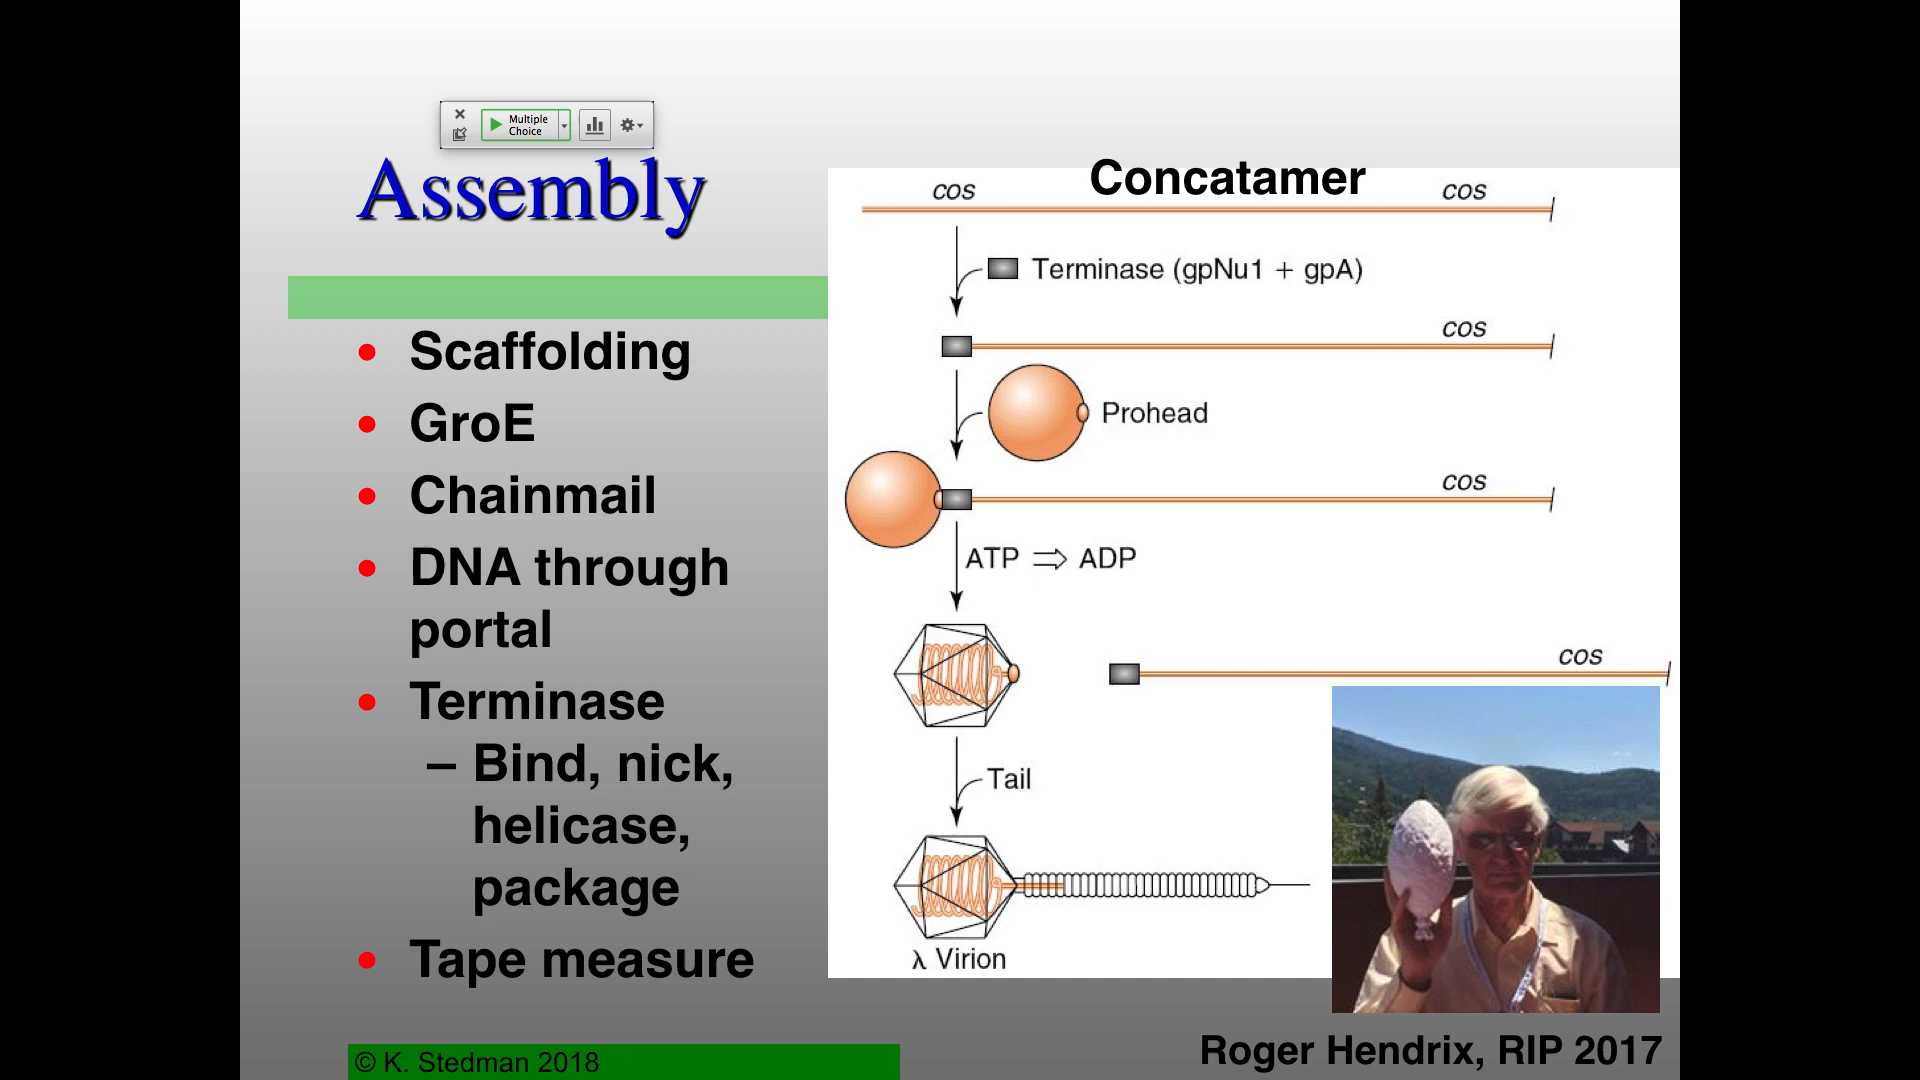 Multiple
Choice
Assembly
Concatamer
cos
cos
Terminase (gpNu1 + gpA)
cos
Prohead
cos
ATP ⇒ ADP
cos
Tail
λ Virion
• Scaffolding
• GroE
• Chainmail
• DNA through
portal
• Terminase
– Bind, nick,
helicase,
package
• Tape measure
© K. Stedman 2018
Roger Hendrix, RIP 2017